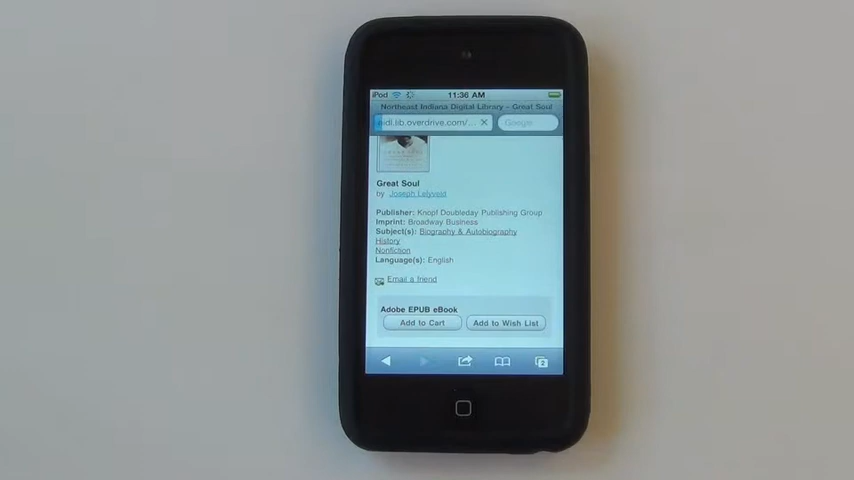 iPod 11:36 AM
Northeast Indiana Digital Library – Great Soul
nidl.lib.overdrive.com/... Google
Great Soul
by Joseph Lelyveld
Publisher: Knopf Doubleday Publishing Group
Imprint: Broadway Business
Subject(s): Biography & Autobiography
History
Nonfiction
Language(s): English
Email a friend
Adobe EPUB eBook
Add to Cart Add to Wish List
2